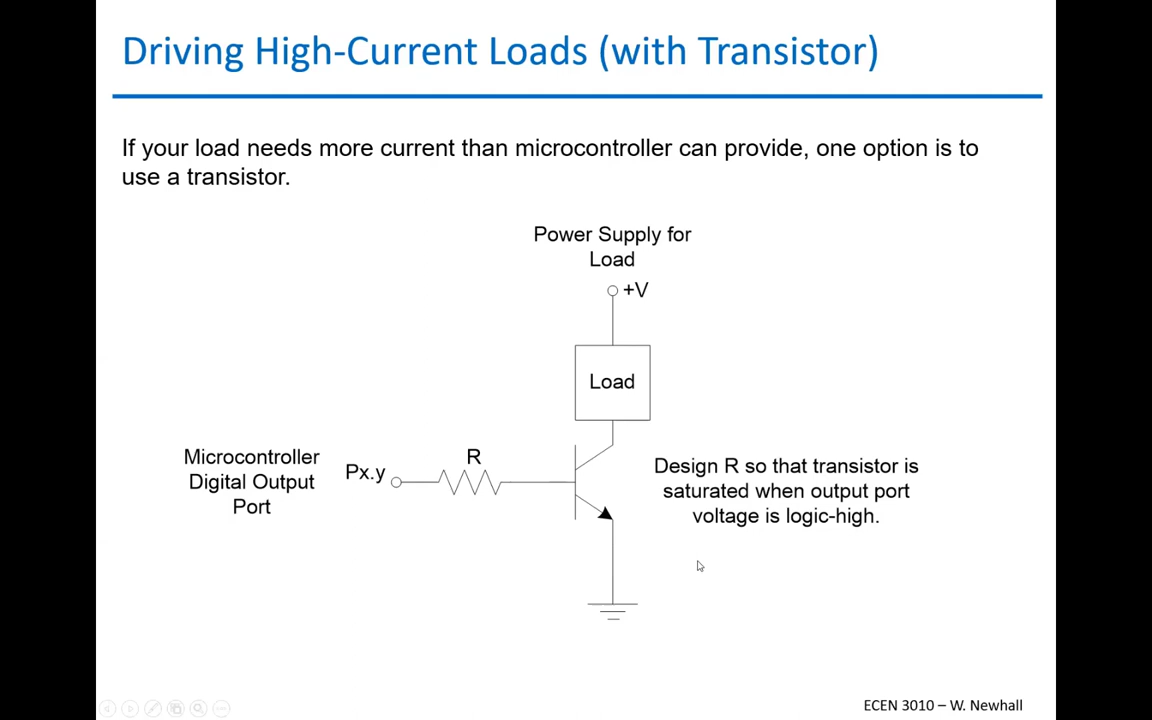 Driving High-Current Loads (with Transistor)
If your load needs more current than microcontroller can provide, one option is to
use a transistor.
Power Supply for
Load
+V
Load
Microcontroller
Digital Output
Port
Px.y
R
Design R so that transistor is
saturated when output port
voltage is logic-high.
ECEN 3010 – W. Newhall